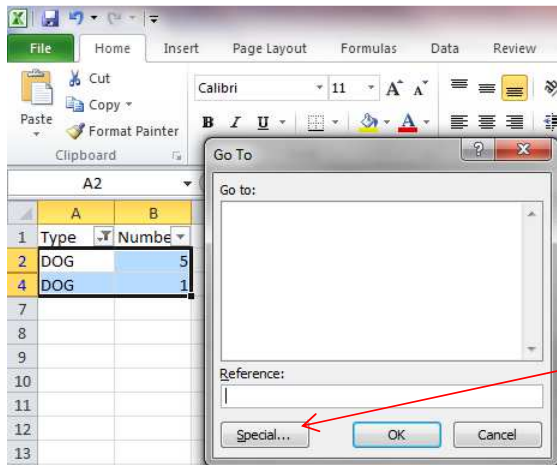 File Home Insert Page Layout Formulas Data Review
Cut
Copy
Format Painter
Paste
Clipboard
Calibri 11 A A
B I U A
A2
Go To
Go to:
A B
1 Type Numbe
2 DOG 5
4 DOG 1
7
8
9
10
11
12
13
Reference:
Special... OK Cancel